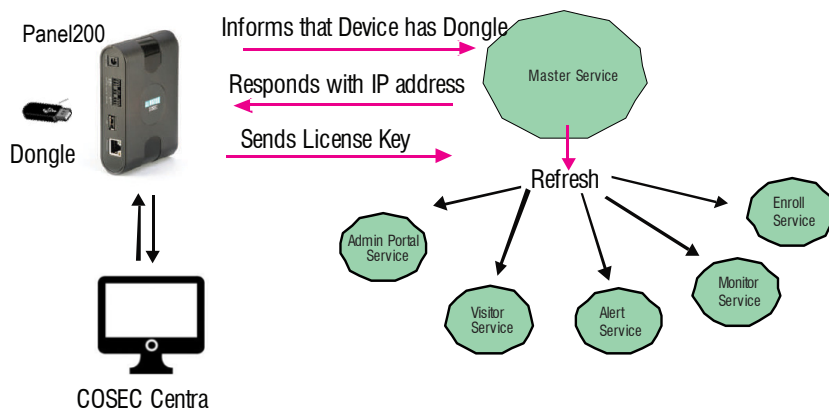 Panel200
Informs that Device has Dongle
Master Service
Responds with IP address
Dongle
Sends License Key
Refresh
Enroll
Service
Admin Portal
Service
Monitor
Service
Visitor
Service
Alert
Service
COSEC Centra